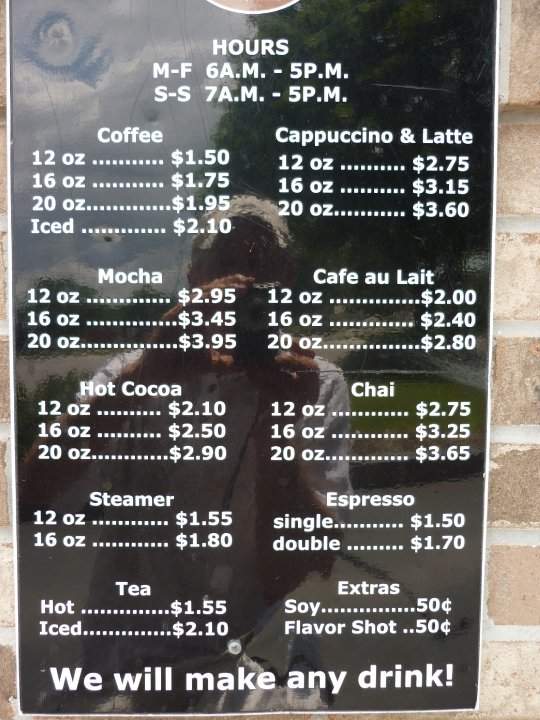 HOURS
M-F 6A.M. - 5P.M.
S-S 7A.M. - 5P.M.
Coffee
12 oz ........... $1.50
16 oz ........... $1.75
20 oz.............$1.95
Iced ............. $2.10
Cappuccino & Latte
12 oz ........... $2.75
16 oz .......... $3.15
20 oz........... $3.60
Mocha
12 oz ............. $2.95
16 oz ..............$3.45
20 oz...............$3.95
Cafe au Lait
12 oz ..............$2.00
16 oz ............. $2.40
20 oz...............$2.80
Hot Cocoa
12 oz .......... $2.10
16 oz .......... $2.50
20 oz............$2.90
Chai
12 oz ............ $2.75
16 oz ............ $3.25
20 oz............. $3.65
Steamer
12 oz ............ $1.55
16 oz ............ $1.80
Espresso
single........... $1.50
double ......... $1.70
Tea
Hot ..............$1.55
Iced..............$2.10
Extras
Soy...............50¢
Flavor Shot ..50¢
We will make any drink!